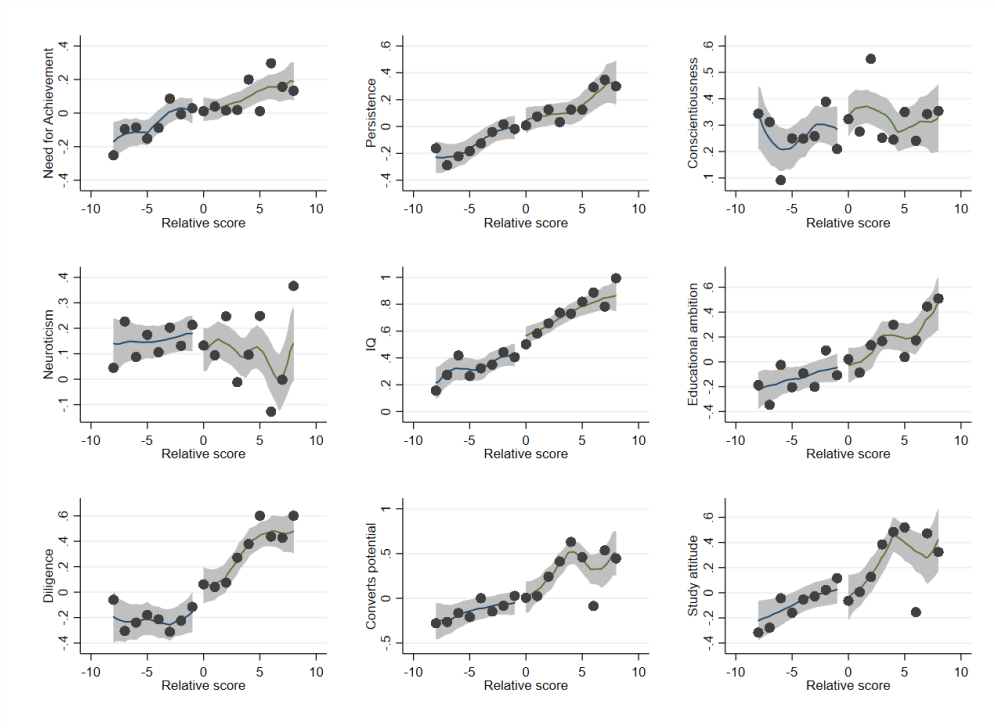 Need for Achievement
.4
.2
0
-.2
-.4
-10 -5 0 5 10
Relative score
Persistence
.6
.4
.2
0
-.2
-.4
-10 -5 0 5 10
Relative score
Conscientiousness
.6
.5
.4
.3
.2
.1
-10 -5 0 5 10
Relative score
Neuroticism
.4
.3
.2
.1
0
-.1
-10 -5 0 5 10
Relative score
IQ
1
.8
.6
.4
.2
0
-10 -5 0 5 10
Relative score
Educational ambition
.6
.4
.2
0
-.2
-.4
-10 -5 0 5 10
Relative score
Diligence
.6
.4
.2
0
-.2
-.4
-10 -5 0 5 10
Relative score
Converts potential
1
.5
0
-.5
-10 -5 0 5 10
Relative score
Study attitude
.6
.4
.2
0
-.2
-.4
-10 -5 0 5 10
Relative score